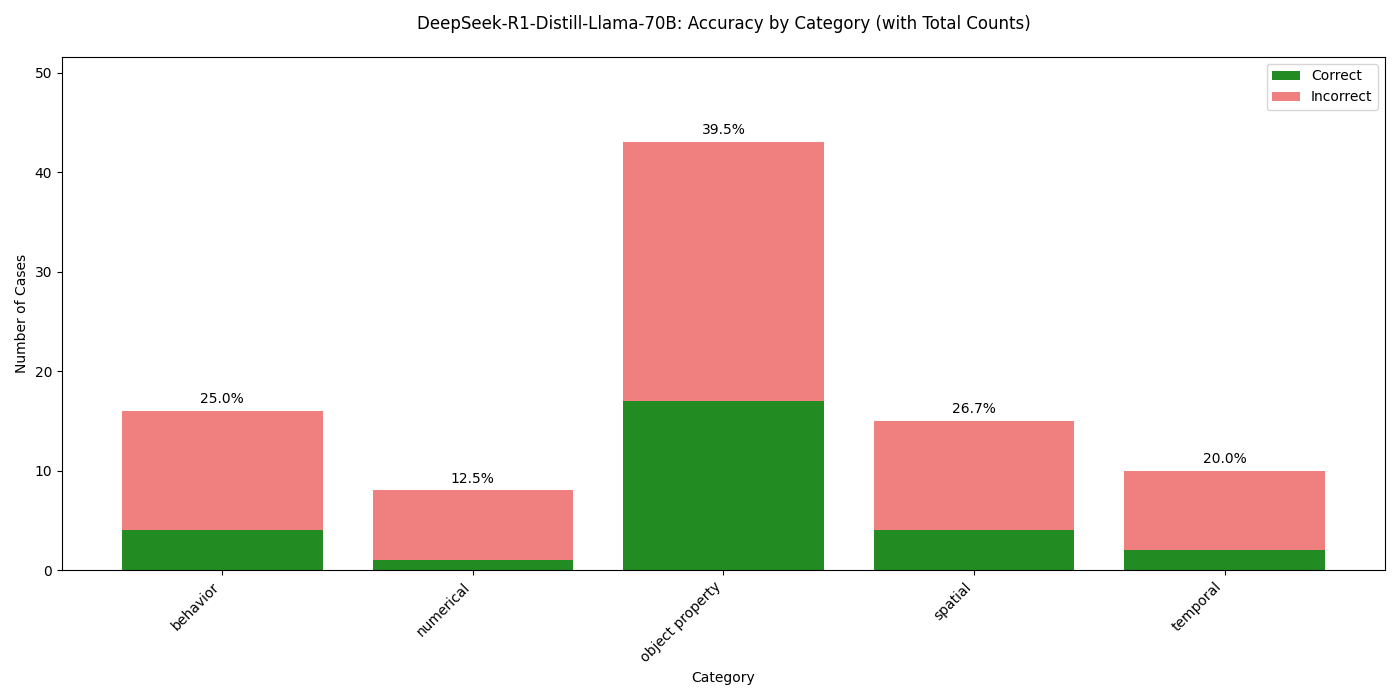 DeepSeek-R1-Distill-Llama-70B: Accuracy by Category (with Total Counts)
Correct
Incorrect
Number of Cases
50
40
30
20
10
0
25.0%
12.5%
39.5%
26.7%
20.0%
behavior
numerical
object property
spatial
temporal
Category